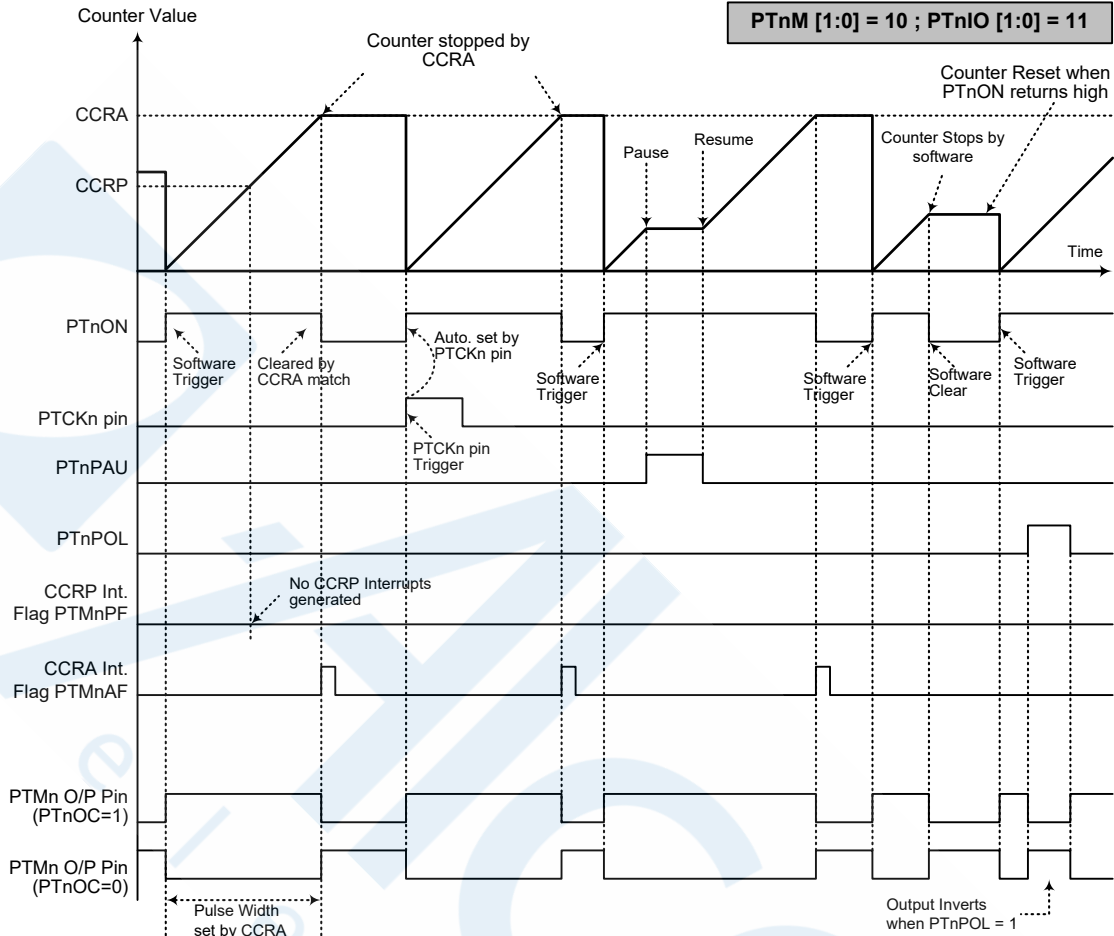 Counter Value
PTnM [1:0] = 10 ; PTnIO [1:0] = 11
Counter stopped by
CCRA
Counter Reset when
PTnON returns high
CCRA
CCRP
Pause
Resume
Counter Stops by
software
Time
PTnON
Software
Trigger
Cleared by
CCRA match
Auto. set by
PTCKn pin
Software
Trigger
Software
Trigger
Software
Clear
Software
Trigger
PTCKn pin
PTCKn pin
Trigger
PTnPAU
PTnPOL
CCRP Int.
Flag PTMnPF
No CCRP Interrupts
generated
CCRA Int.
Flag PTMnAF
PTMn O/P Pin
(PTnOC=1)
PTMn O/P Pin
(PTnOC=0)
Pulse Width
set by CCRA
Output Inverts
when PTnPOL = 1